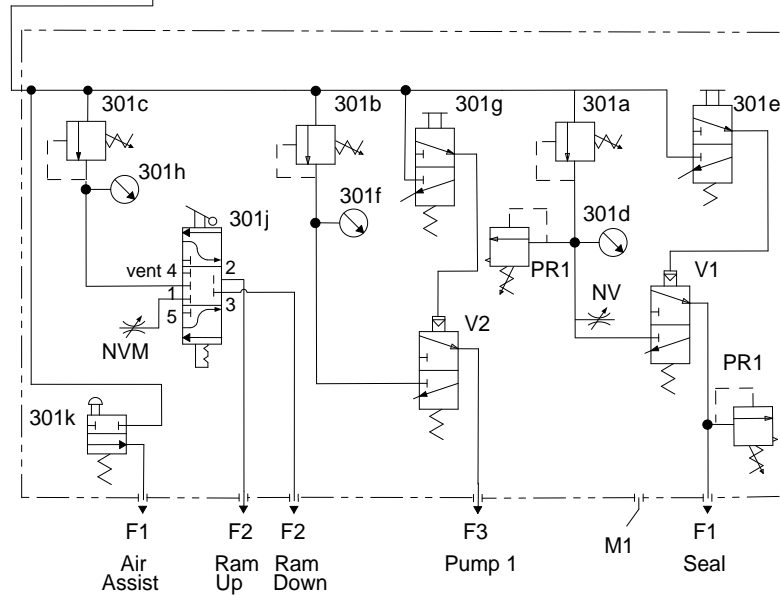 301c
301b
301g
301a
301e
301h
301j
301f
301d
PR1
V1
vent 4
2
1
3
NV
5
V2
NVM
PR1
301k
F1
F2
F2
F3
M1
F1
Air
Assist
Ram
Up
Ram
Down
Pump 1
Seal